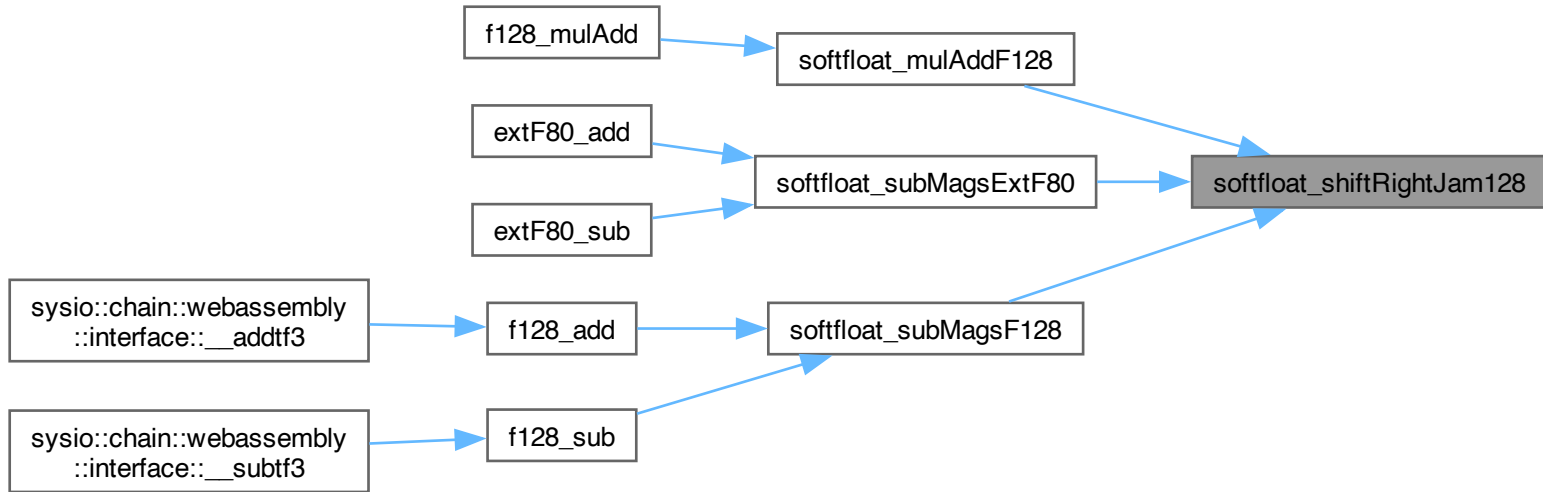 f128_mulAdd
softfloat_mulAddF128
extF80_add
softfloat_subMagsExtF80
softfloat_shiftRightJam128
extF80_sub
sysio::chain::webassembly
::interface::__addtf3
f128_add
softfloat_subMagsF128
sysio::chain::webassembly
::interface::__subtf3
f128_sub